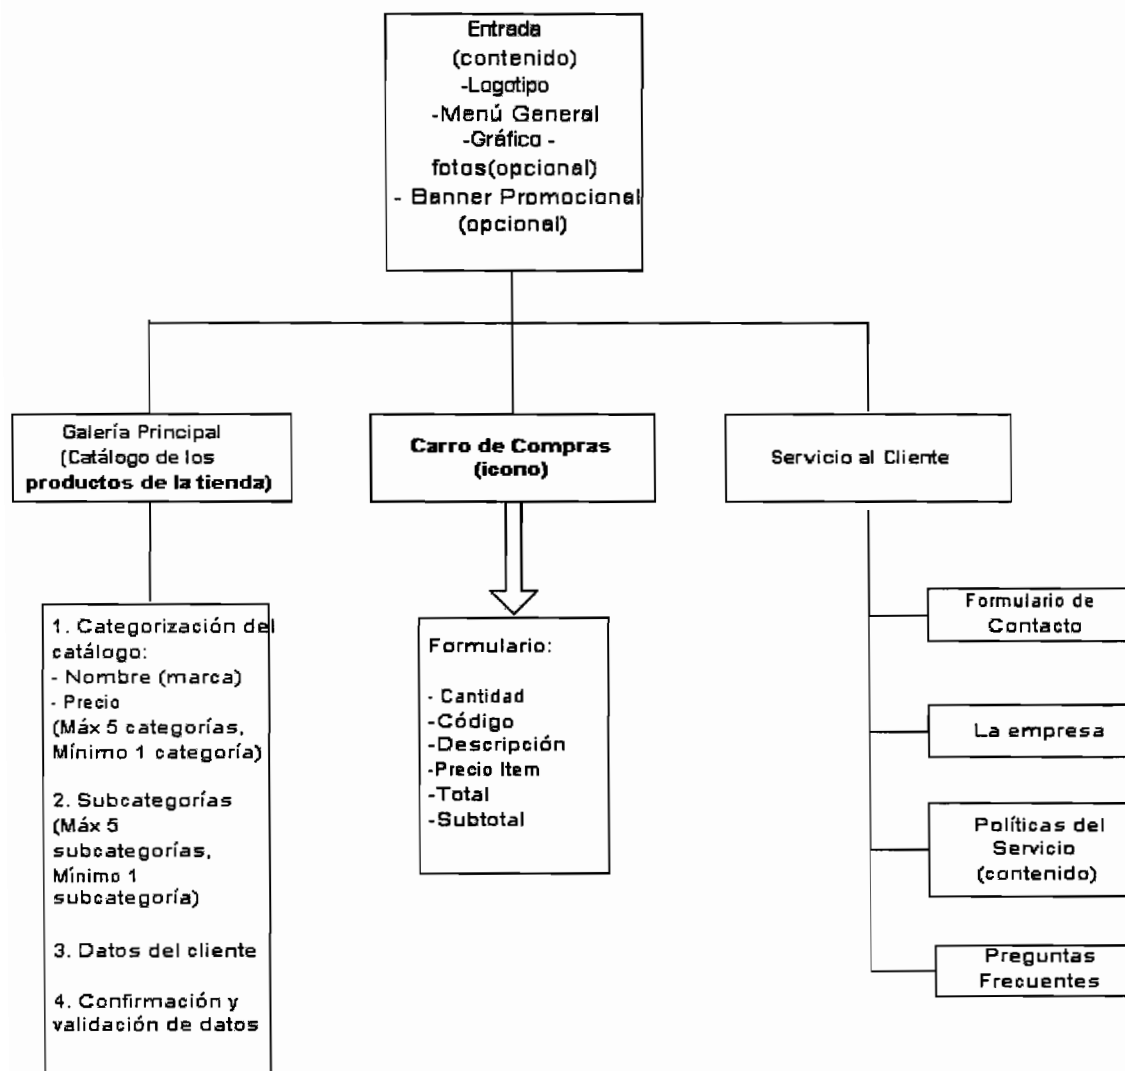 Entrada
(contenido)
-Logotipo
-Menú General
-Gráfico -
fotos(opcional)
- Banner Promocional
(opcional)
Galería Principal
(Catálogo de los
productos de la tienda)
Carro de Compras
(icono)
Servicio al Cliente
1. Categorización del
catálogo:
- Nombre (marca)
- Precio
(Máx 5 categorías,
Mínimo 1 categoría)
2. Subcategorías
(Máx 5
subcategorías,
Mínimo 1
subcategoría)
3. Datos del cliente
4. Confirmación y
validación de datos
Formulario:
- Cantidad
-Código
-Descripción
-Precio Item
-Total
-Subtotal
Formulario de
Contacto
La empresa
Políticas del
Servicio
(contenido)
Preguntas
Frecuentes